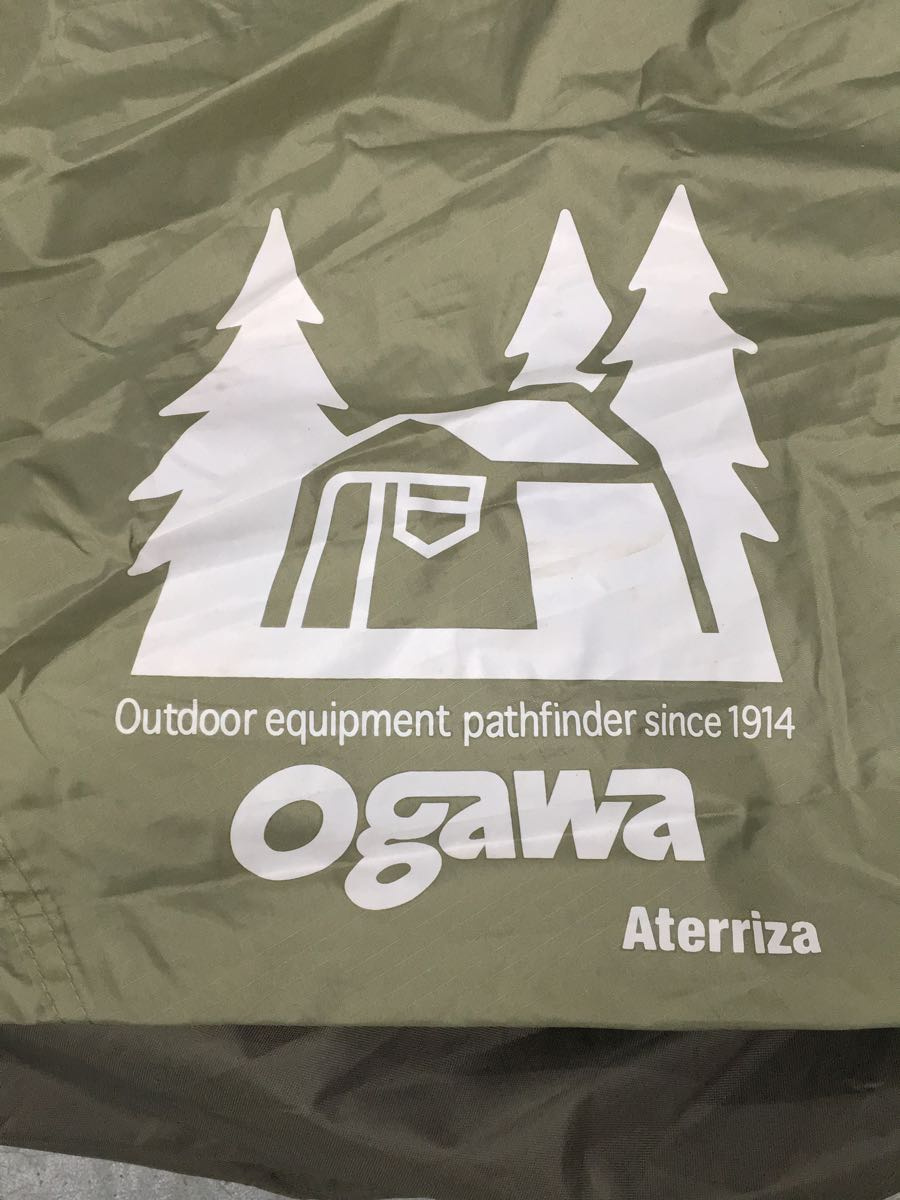 Outdoor equipment pathfinder since 1914
ogawa
Aterriza